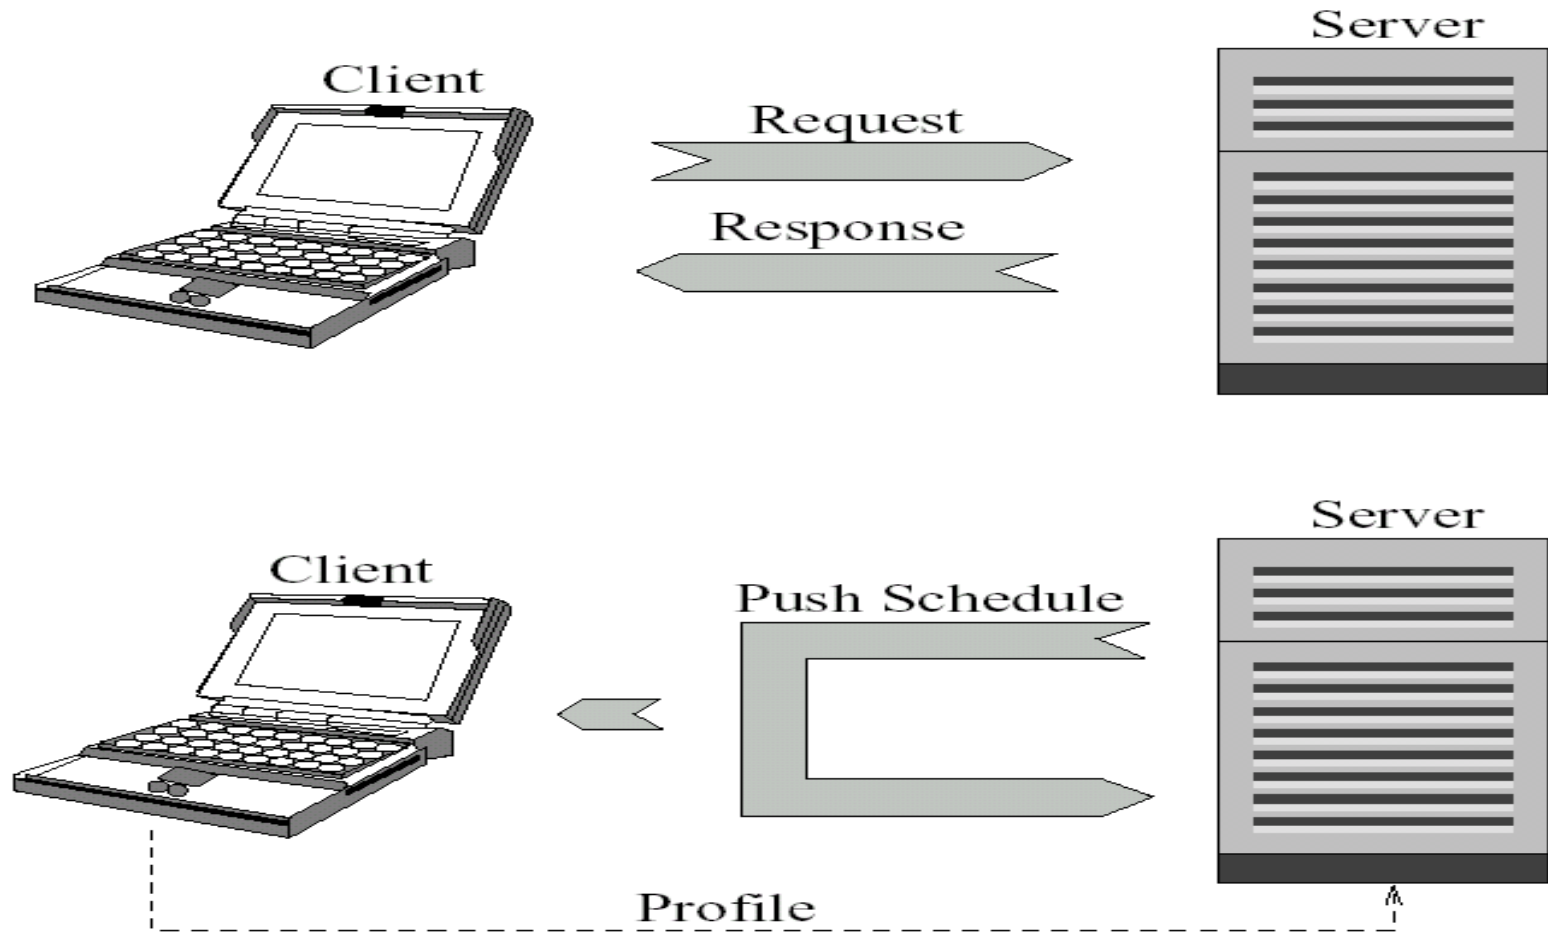 Server
Client
Request
Response
Server
Client
Push Schedule
Profile